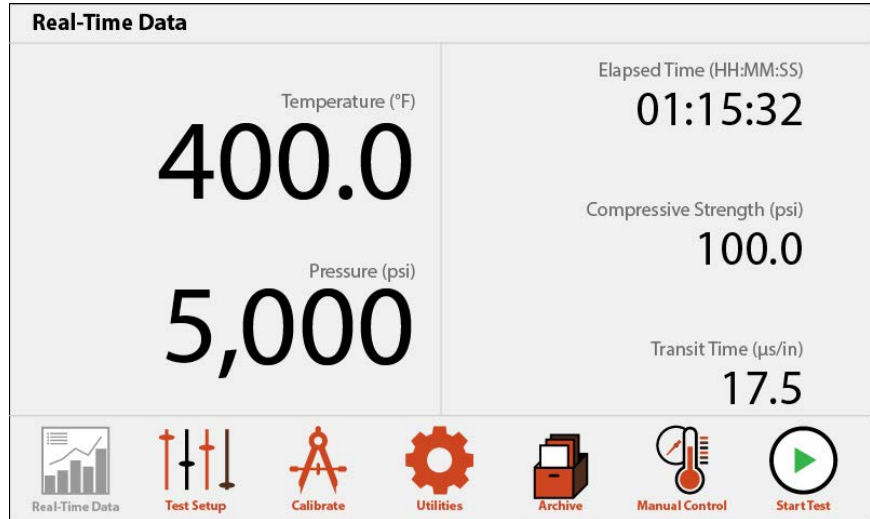 Real-Time Data
Temperature (°F)
400.0
Pressure (psi)
5,000
Elapsed Time (HH:MM:SS)
01:15:32
Compressive Strength (psi)
100.0
Transit Time (µs/in)
17.5
Real-Time Data
Test Setup
Calibrate
Utilities
Archive
Manual Control
Start Test